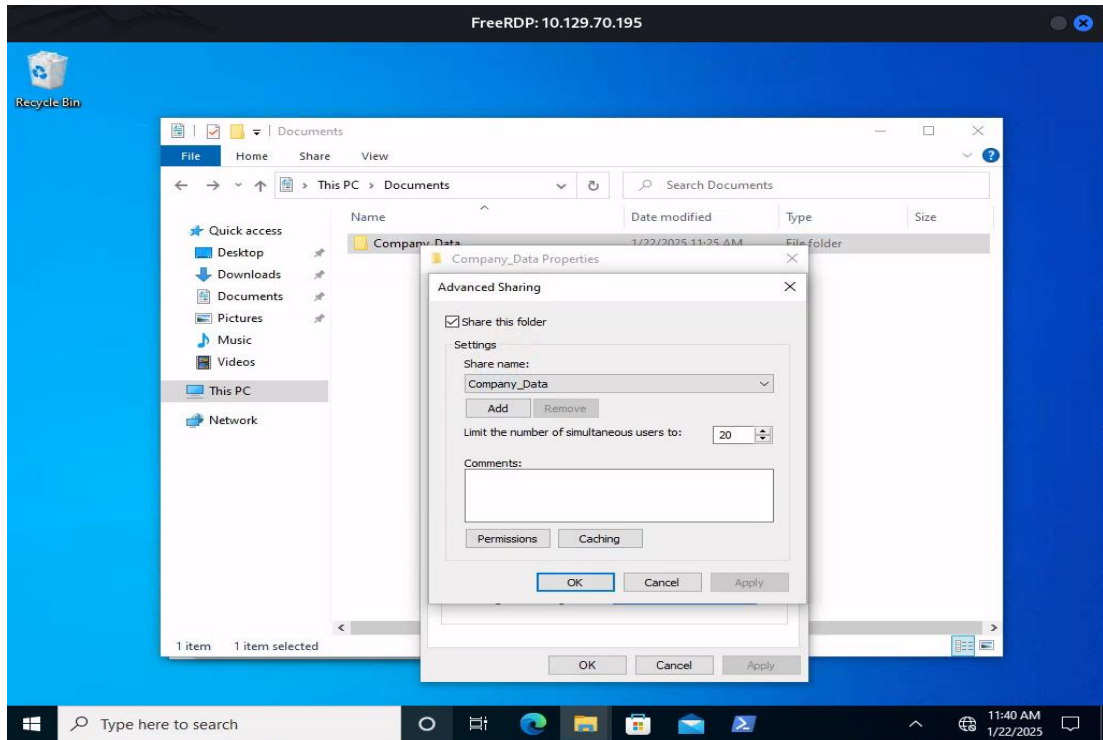 FreeRDP: 10.129.70.195
Recycle Bin
Documents
File Home Share View
This PC > Documents
Search Documents
Name Date modified Type Size
Quick access
Company_Data 1/22/2025 11:25 AM File folder
Desktop
Company_Data Properties
Downloads
Advanced Sharing
Documents
Pictures
Share this folder
Music
Settings
Videos
Share name:
This PC
Company_Data
Add Remove
Network
Limit the number of simultaneous users to: 20
Comments:
Permissions Caching
OK Cancel Apply
1 item 1 item selected
OK Cancel Apply
Type here to search
11:40 AM
1/22/2025